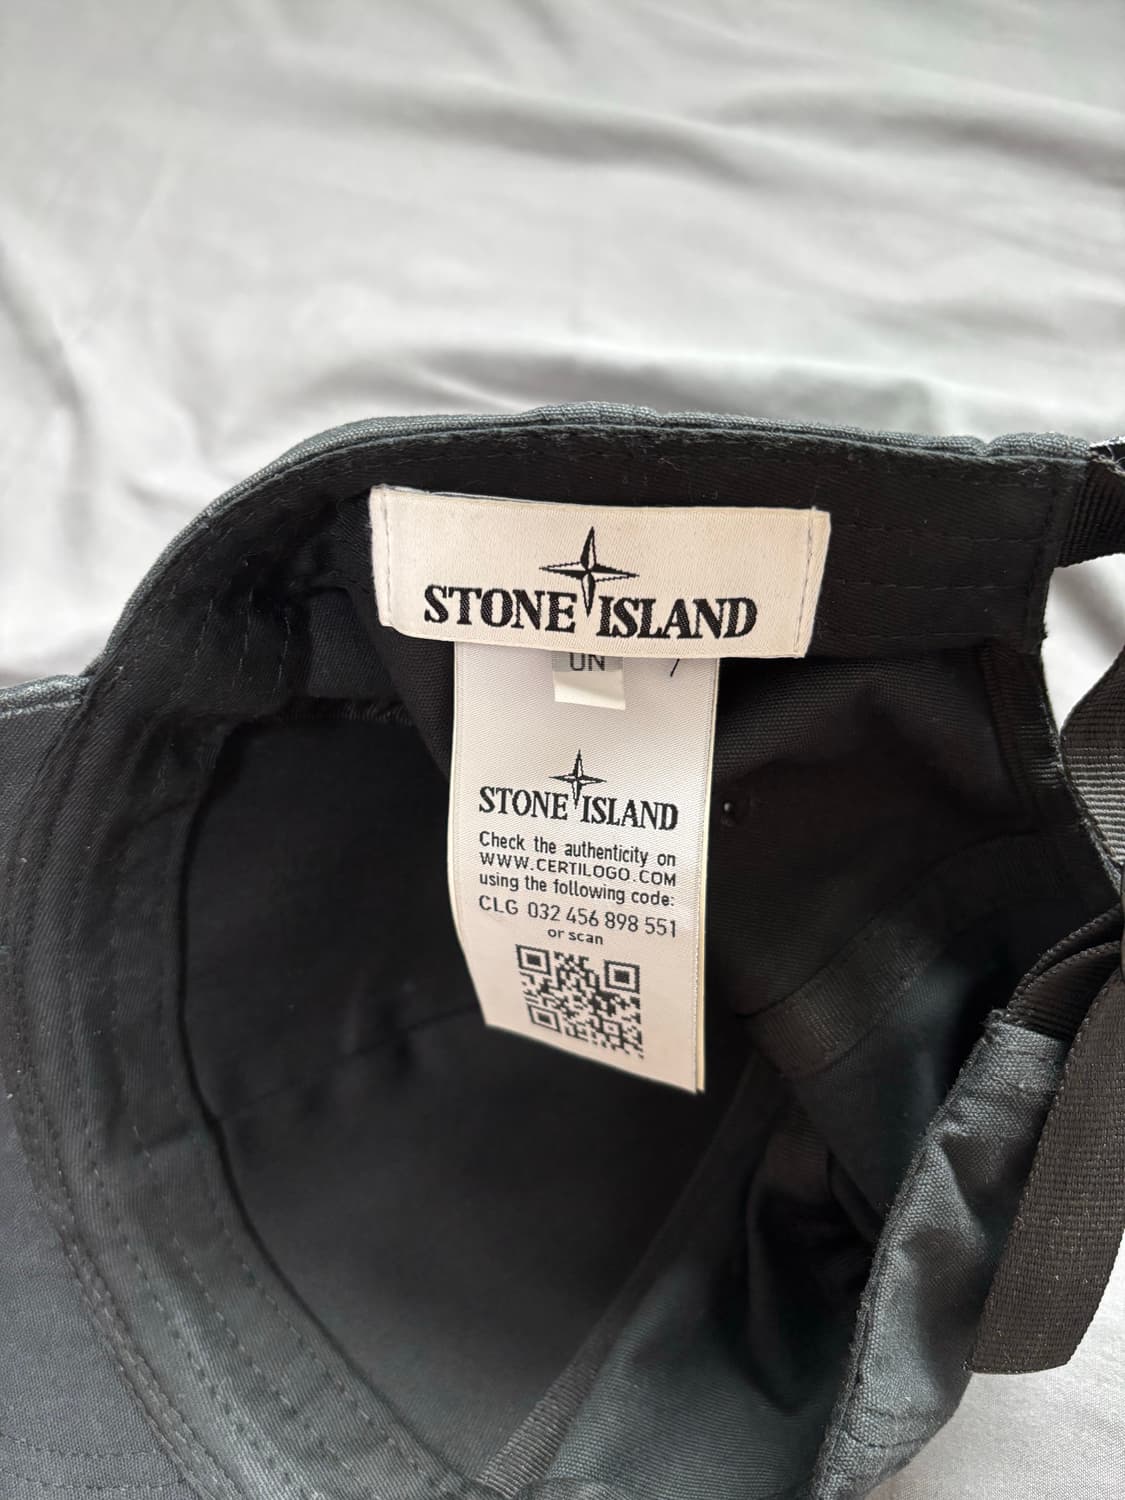 STONE ISLAND
UN
STONE ISLAND
Check the authenticity on
WWW.CERTILOGO.COM
using the following code:
CLG 032 456 898 551
or scan